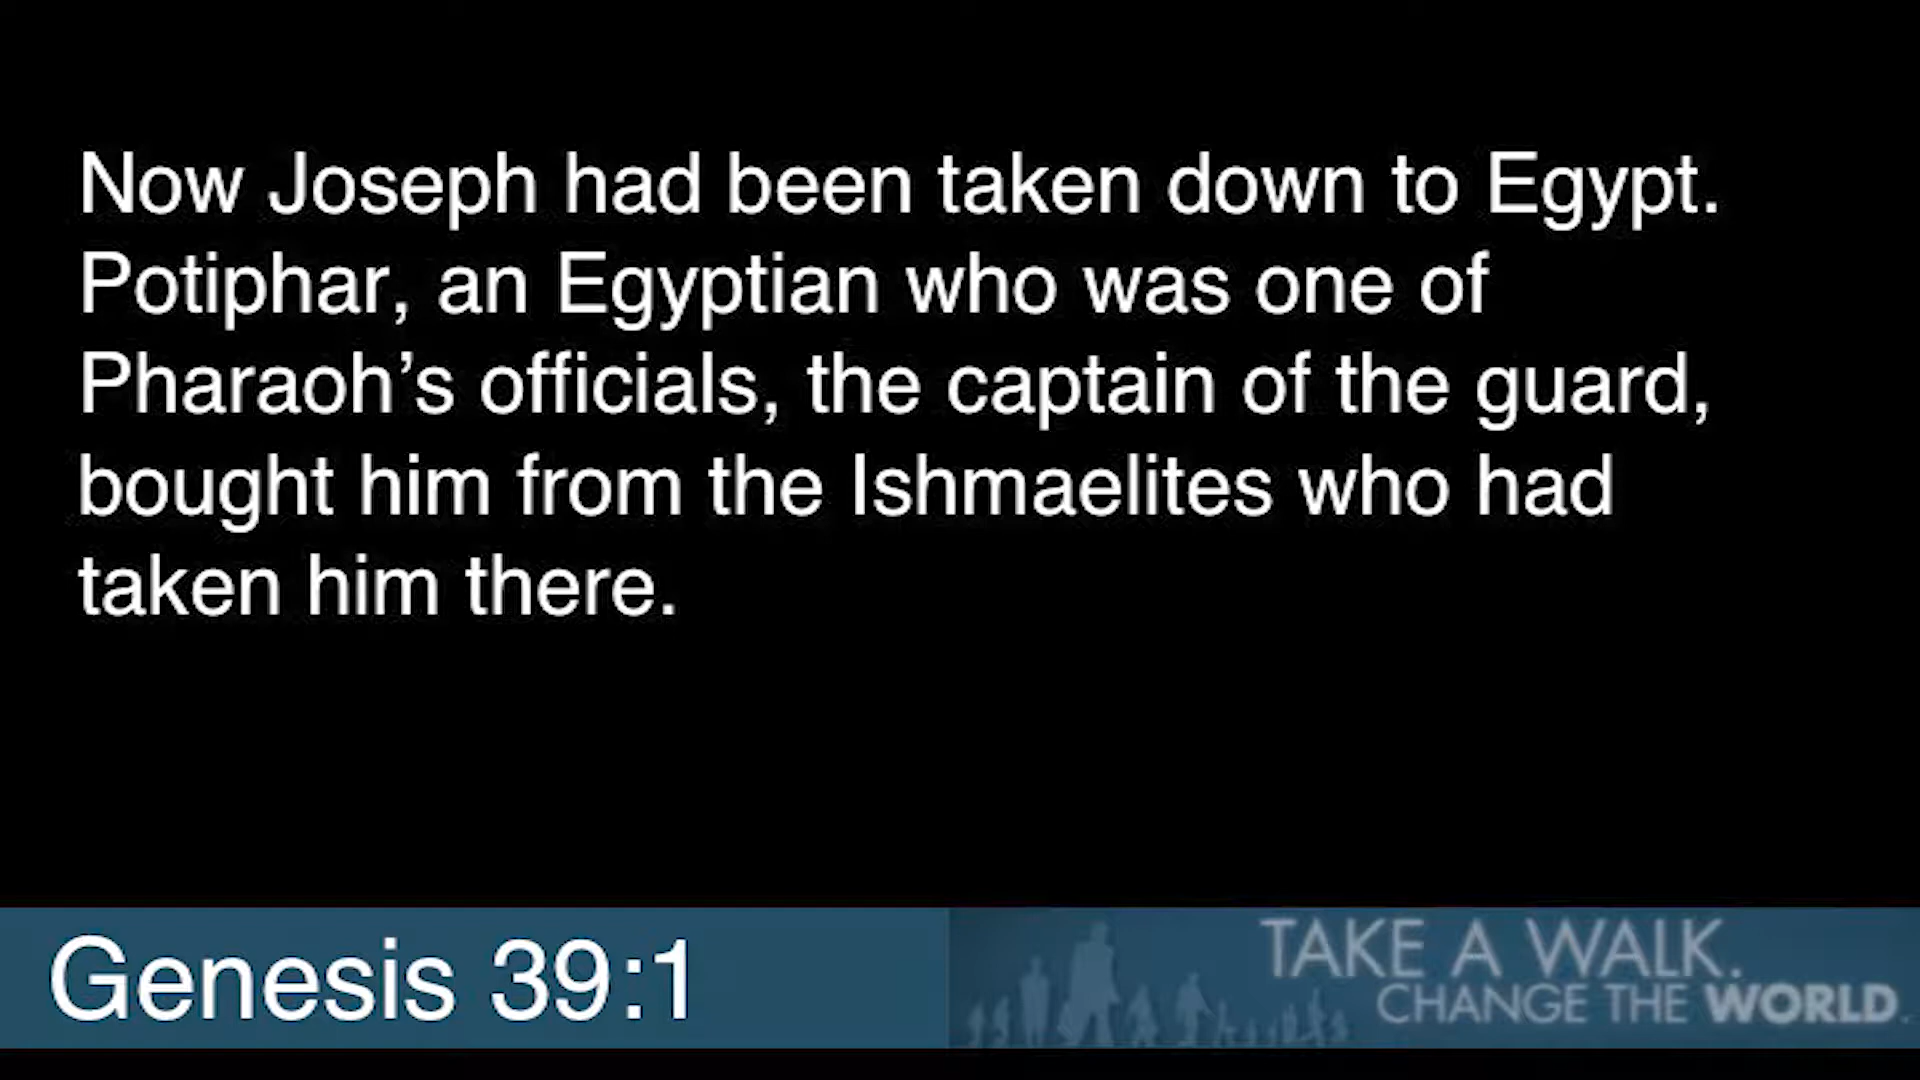 Now Joseph had been taken down to Egypt.
Potiphar, an Egyptian who was one of
Pharaoh’s officials, the captain of the guard,
bought him from the Ishmaelites who had
taken him there.
Genesis 39:1
TAKE A WALK.
CHANGE THE WORLD.